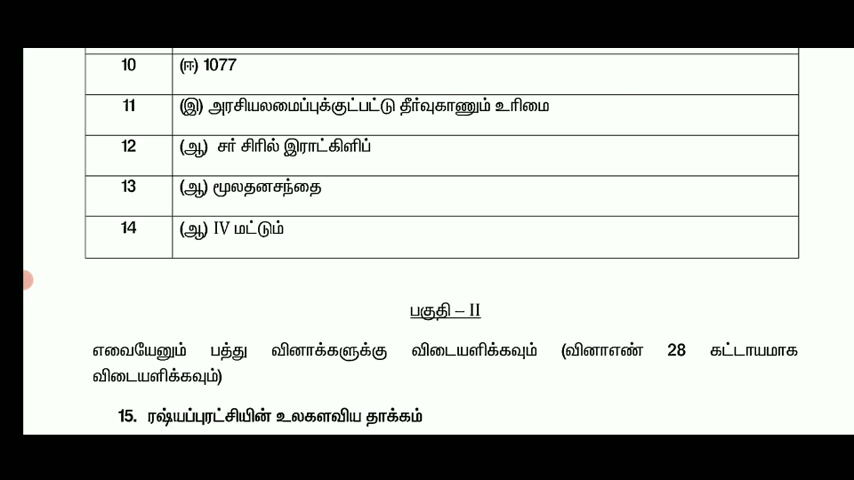 10 (ஈ) 1077
11 (இ) அரசியலமைப்புக்குட்பட்டு தீர்வுகாணும் உரிமை
12 (ஆ) சர் சிரில் இராட்கிளிப்
13 (ஆ) மூலதனசந்தை
14 (ஆ) IV மட்டும்
பகுதி – II
எவையேனும் பத்து வினாக்களுக்கு விடையளிக்கவும் (வினாஎண் 28 கட்டாயமாக
விடையளிக்கவும்)
15. ரஷ்யப்புரட்சியின் உலகளவிய தாக்கம்